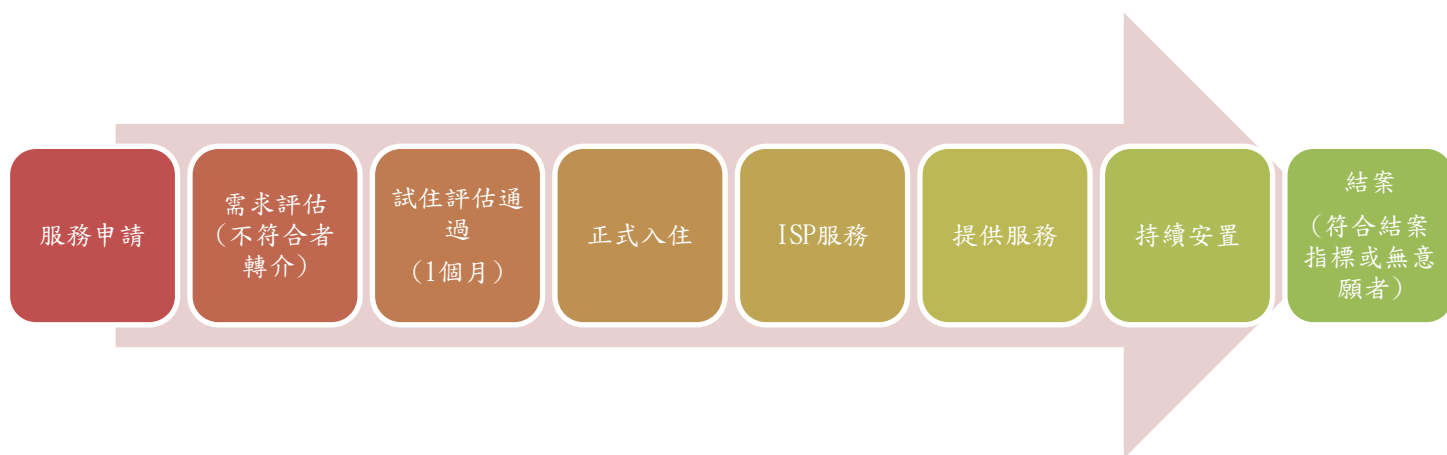 服務申請
需求評估
（不符合者
轉介）
試住評估通
過
（1個月）
正式入住
ISP服務
提供服務
持續安置
結案
（符合結案
指標或無意
願者）